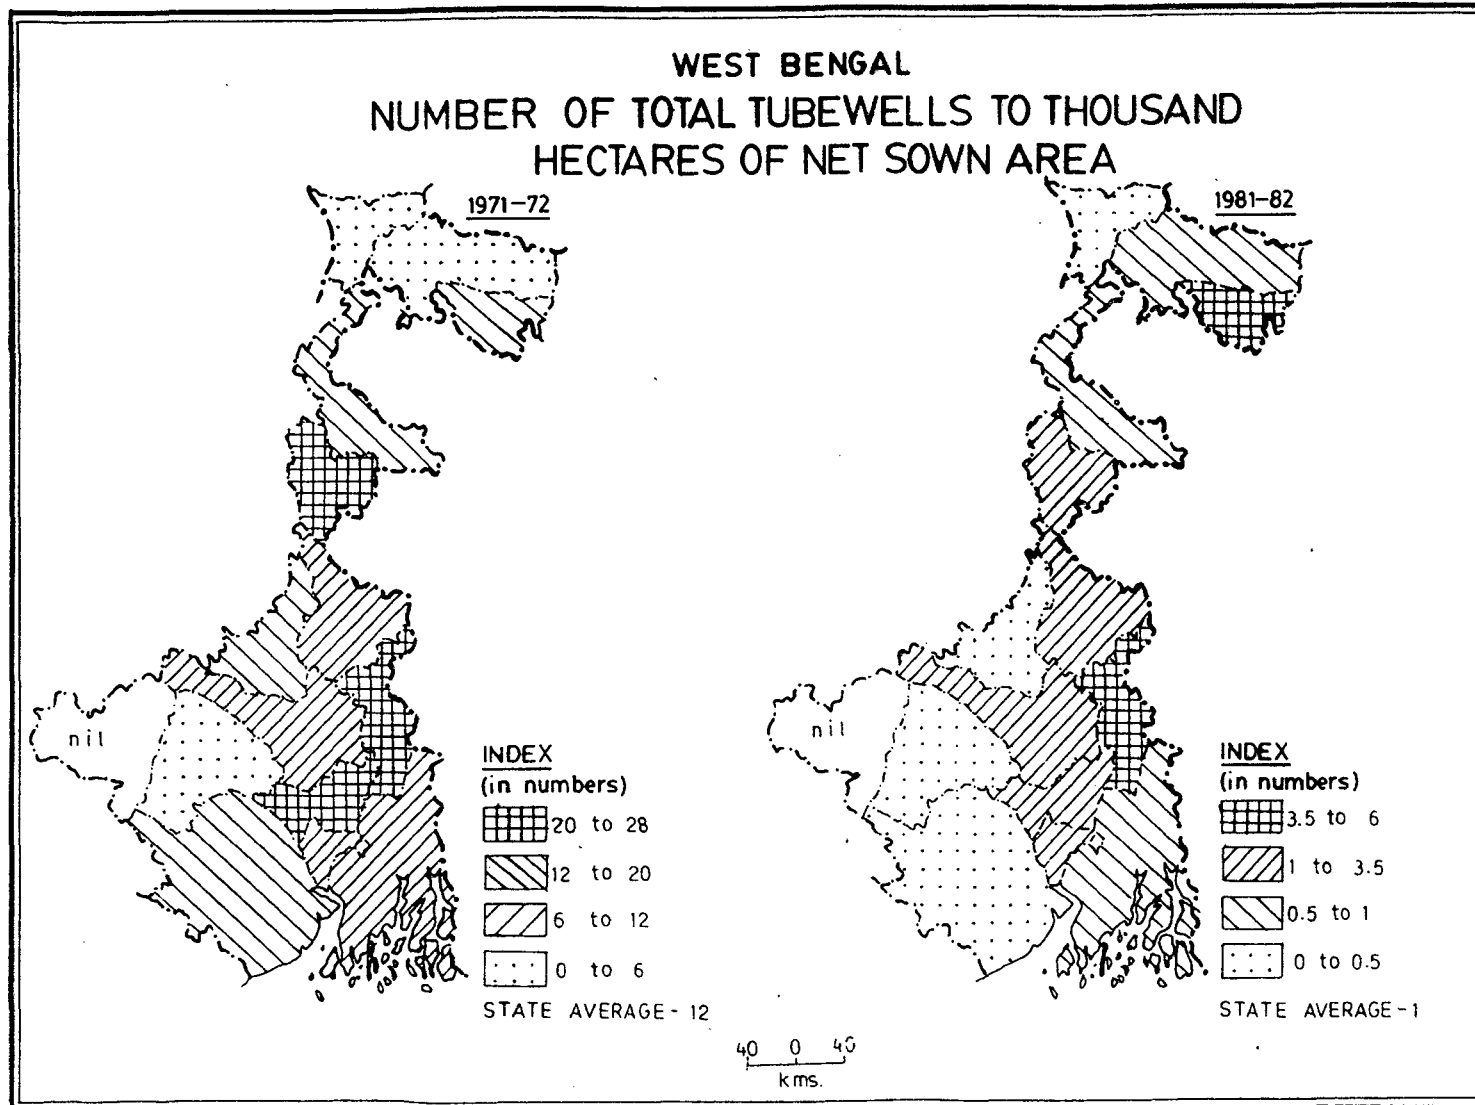 WEST BENGAL
NUMBER OF TOTAL TUBEWELLS TO THOUSAND
HECTARES OF NET SOWN AREA
1971-72
nil
INDEX
(in numbers)
20 to 28
12 to 20
6 to 12
0 to 6
STATE AVERAGE - 12
1981-82
nil
INDEX
(in numbers)
3.5 to 6
1 to 3.5
0.5 to 1
0 to 0.5
STATE AVERAGE - 1
40 0 40
kms.